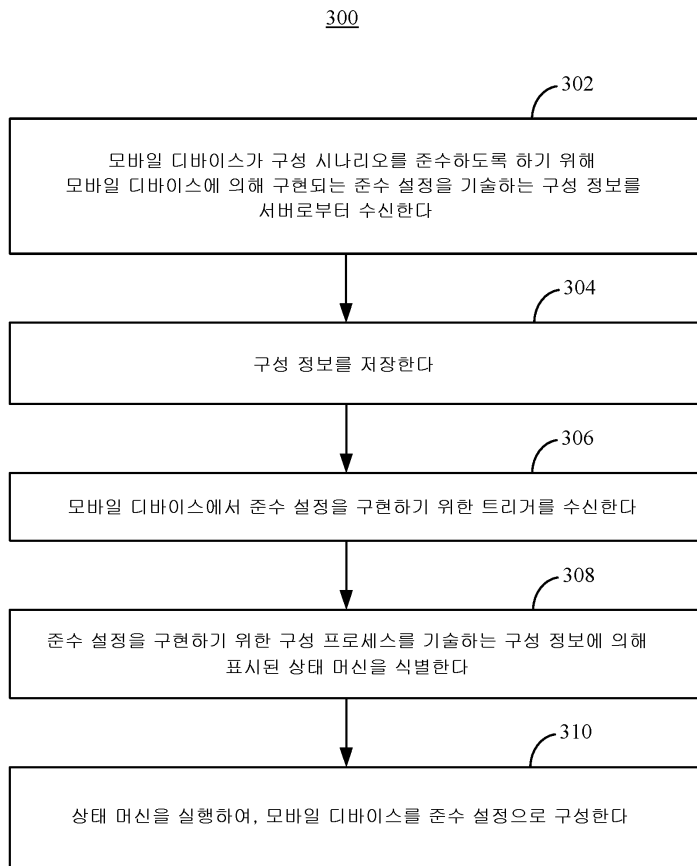 300
302
모바일 디바이스가 구성 시나리오를 준수하도록 하기 위해
모바일 디바이스에 의해 구현되는 준수 설정을 기술하는 구성 정보를
서버로부터 수신한다
304
구성 정보를 저장한다
306
모바일 디바이스에서 준수 설정을 구현하기 위한 트리거를 수신한다
308
준수 설정을 구현하기 위한 구성 프로세스를 기술하는 구성 정보에 의해
표시된 상태 머신을 식별한다
310
상태 머신을 실행하여, 모바일 디바이스를 준수 설정으로 구성한다